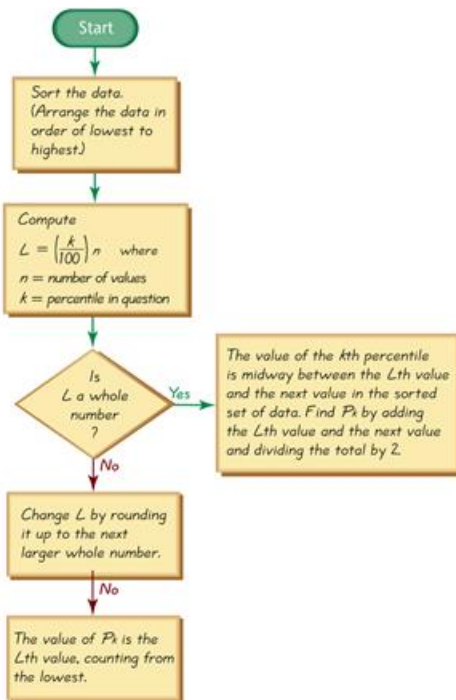 Start
Sort the data.
(Arrange the data in
order of lowest to
highest.)
Compute
L = (k/100) n where
n = number of values
k = percentile in question
Is
L a whole
number
?
Yes
The value of the kth percentile
is midway between the Lth value
and the next value in the sorted
set of data. Find Pk by adding
the Lth value and the next value
and dividing the total by 2.
No
Change L by rounding
it up to the next
larger whole number.
No
The value of Pk is the
Lth value, counting from
the lowest.